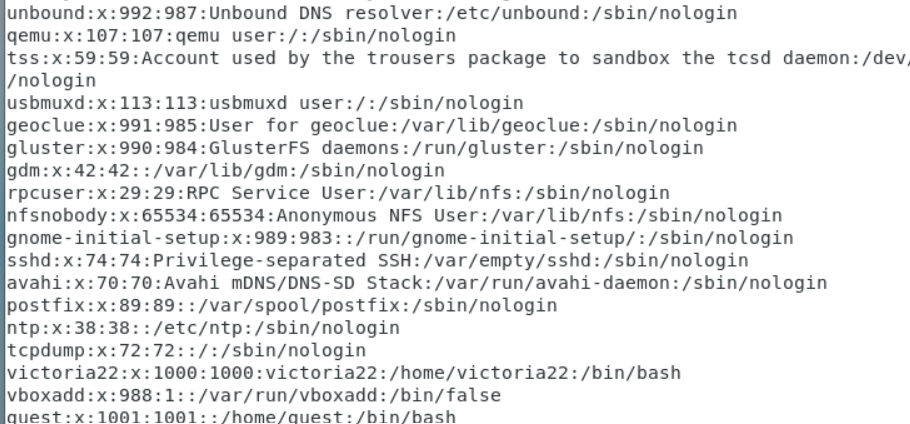 unbound:x:992:987:Unbound DNS resolver:/etc/unbound:/sbin/nologin
qemu:x:107:107:qemu user:/:/sbin/nologin
tss:x:59:59:Account used by the trousers package to sandbox the tcsd daemon:/dev/
/nologin
usbmuxd:x:113:113:usbmuxd user:/:/sbin/nologin
geoclue:x:991:985:User for geoclue:/var/lib/geoclue:/sbin/nologin
gluster:x:990:984:GlusterFS daemons:/run/gluster:/sbin/nologin
gdm:x:42:42::/var/lib/gdm:/sbin/nologin
rpcuser:x:29:29:RPC Service User:/var/lib/nfs:/sbin/nologin
nfsnobody:x:65534:65534:Anonymous NFS User:/var/lib/nfs:/sbin/nologin
gnome-initial-setup:x:989:983::/run/gnome-initial-setup/:/sbin/nologin
sshd:x:74:74:Privilege-separated SSH:/var/empty/sshd:/sbin/nologin
avahi:x:70:70:Avahi mDNS/DNS-SD Stack:/var/run/avahi-daemon:/sbin/nologin
postfix:x:89:89::/var/spool/postfix:/sbin/nologin
ntp:x:38:38::/etc/ntp:/sbin/nologin
tcpdump:x:72:72::/:/sbin/nologin
victoria22:x:1000:1000:victoria22:/home/victoria22:/bin/bash
vboxadd:x:988:1::/var/run/vboxadd:/bin/false
guest:x:1001:1001::/home/guest:/bin/bash